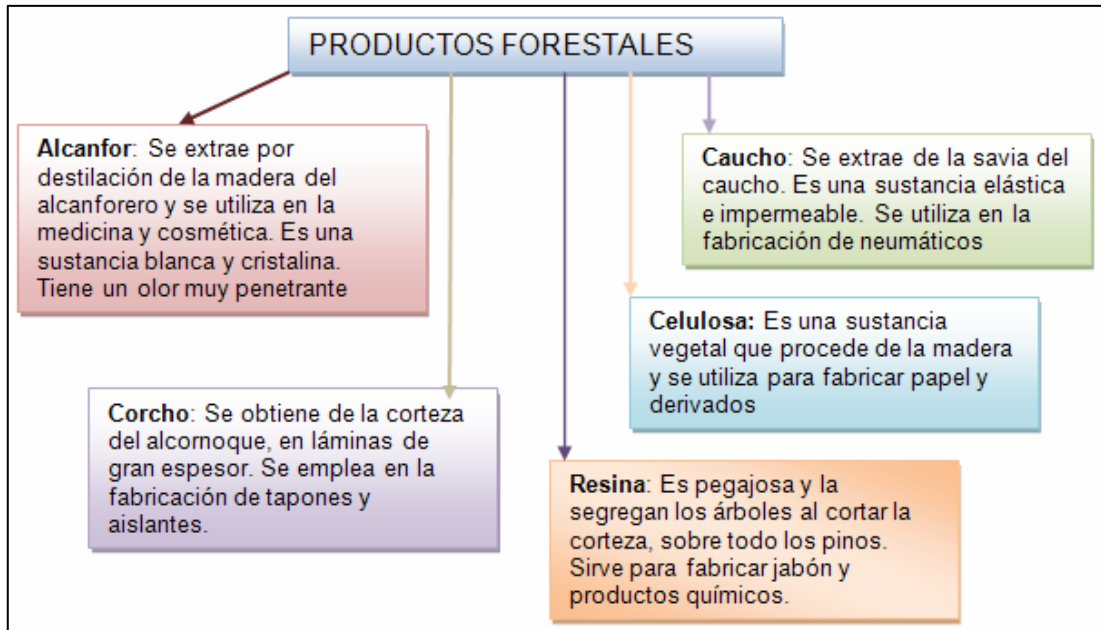 PRODUCTOS FORESTALES
Alcanfor: Se extrae por
destilación de la madera del
alcanforero y se utiliza en la
medicina y cosmética. Es una
sustancia blanca y cristalina.
Tiene un olor muy penetrante
Caucho: Se extrae de la savia del
caucho. Es una sustancia elástica
e impermeable. Se utiliza en la
fabricación de neumáticos
Celulosa: Es una sustancia
vegetal que procede de la madera
y se utiliza para fabricar papel y
derivados
Corcho: Se obtiene de la corteza
del alcornoque, en láminas de
gran espesor. Se emplea en la
fabricación de tapones y
aislantes.
Resina: Es pegajosa y la
segregan los árboles al cortar la
corteza, sobre todo los pinos.
Sirve para fabricar jabón y
productos químicos.